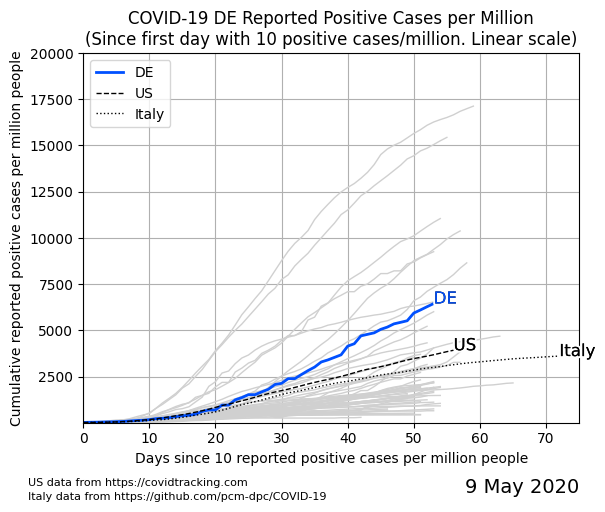 COVID-19 DE Reported Positive Cases per Million
(Since first day with 10 positive cases/million. Linear scale)
Cumulative reported positive cases per million people
20000
17500
15000
12500
10000
7500
5000
2500
DE
US
Italy
DE
US
Italy
0 10 20 30 40 50 60 70
Days since 10 reported positive cases per million people
US data from https://covidtracking.com
Italy data from https://github.com/pcm-dpc/COVID-19
9 May 2020